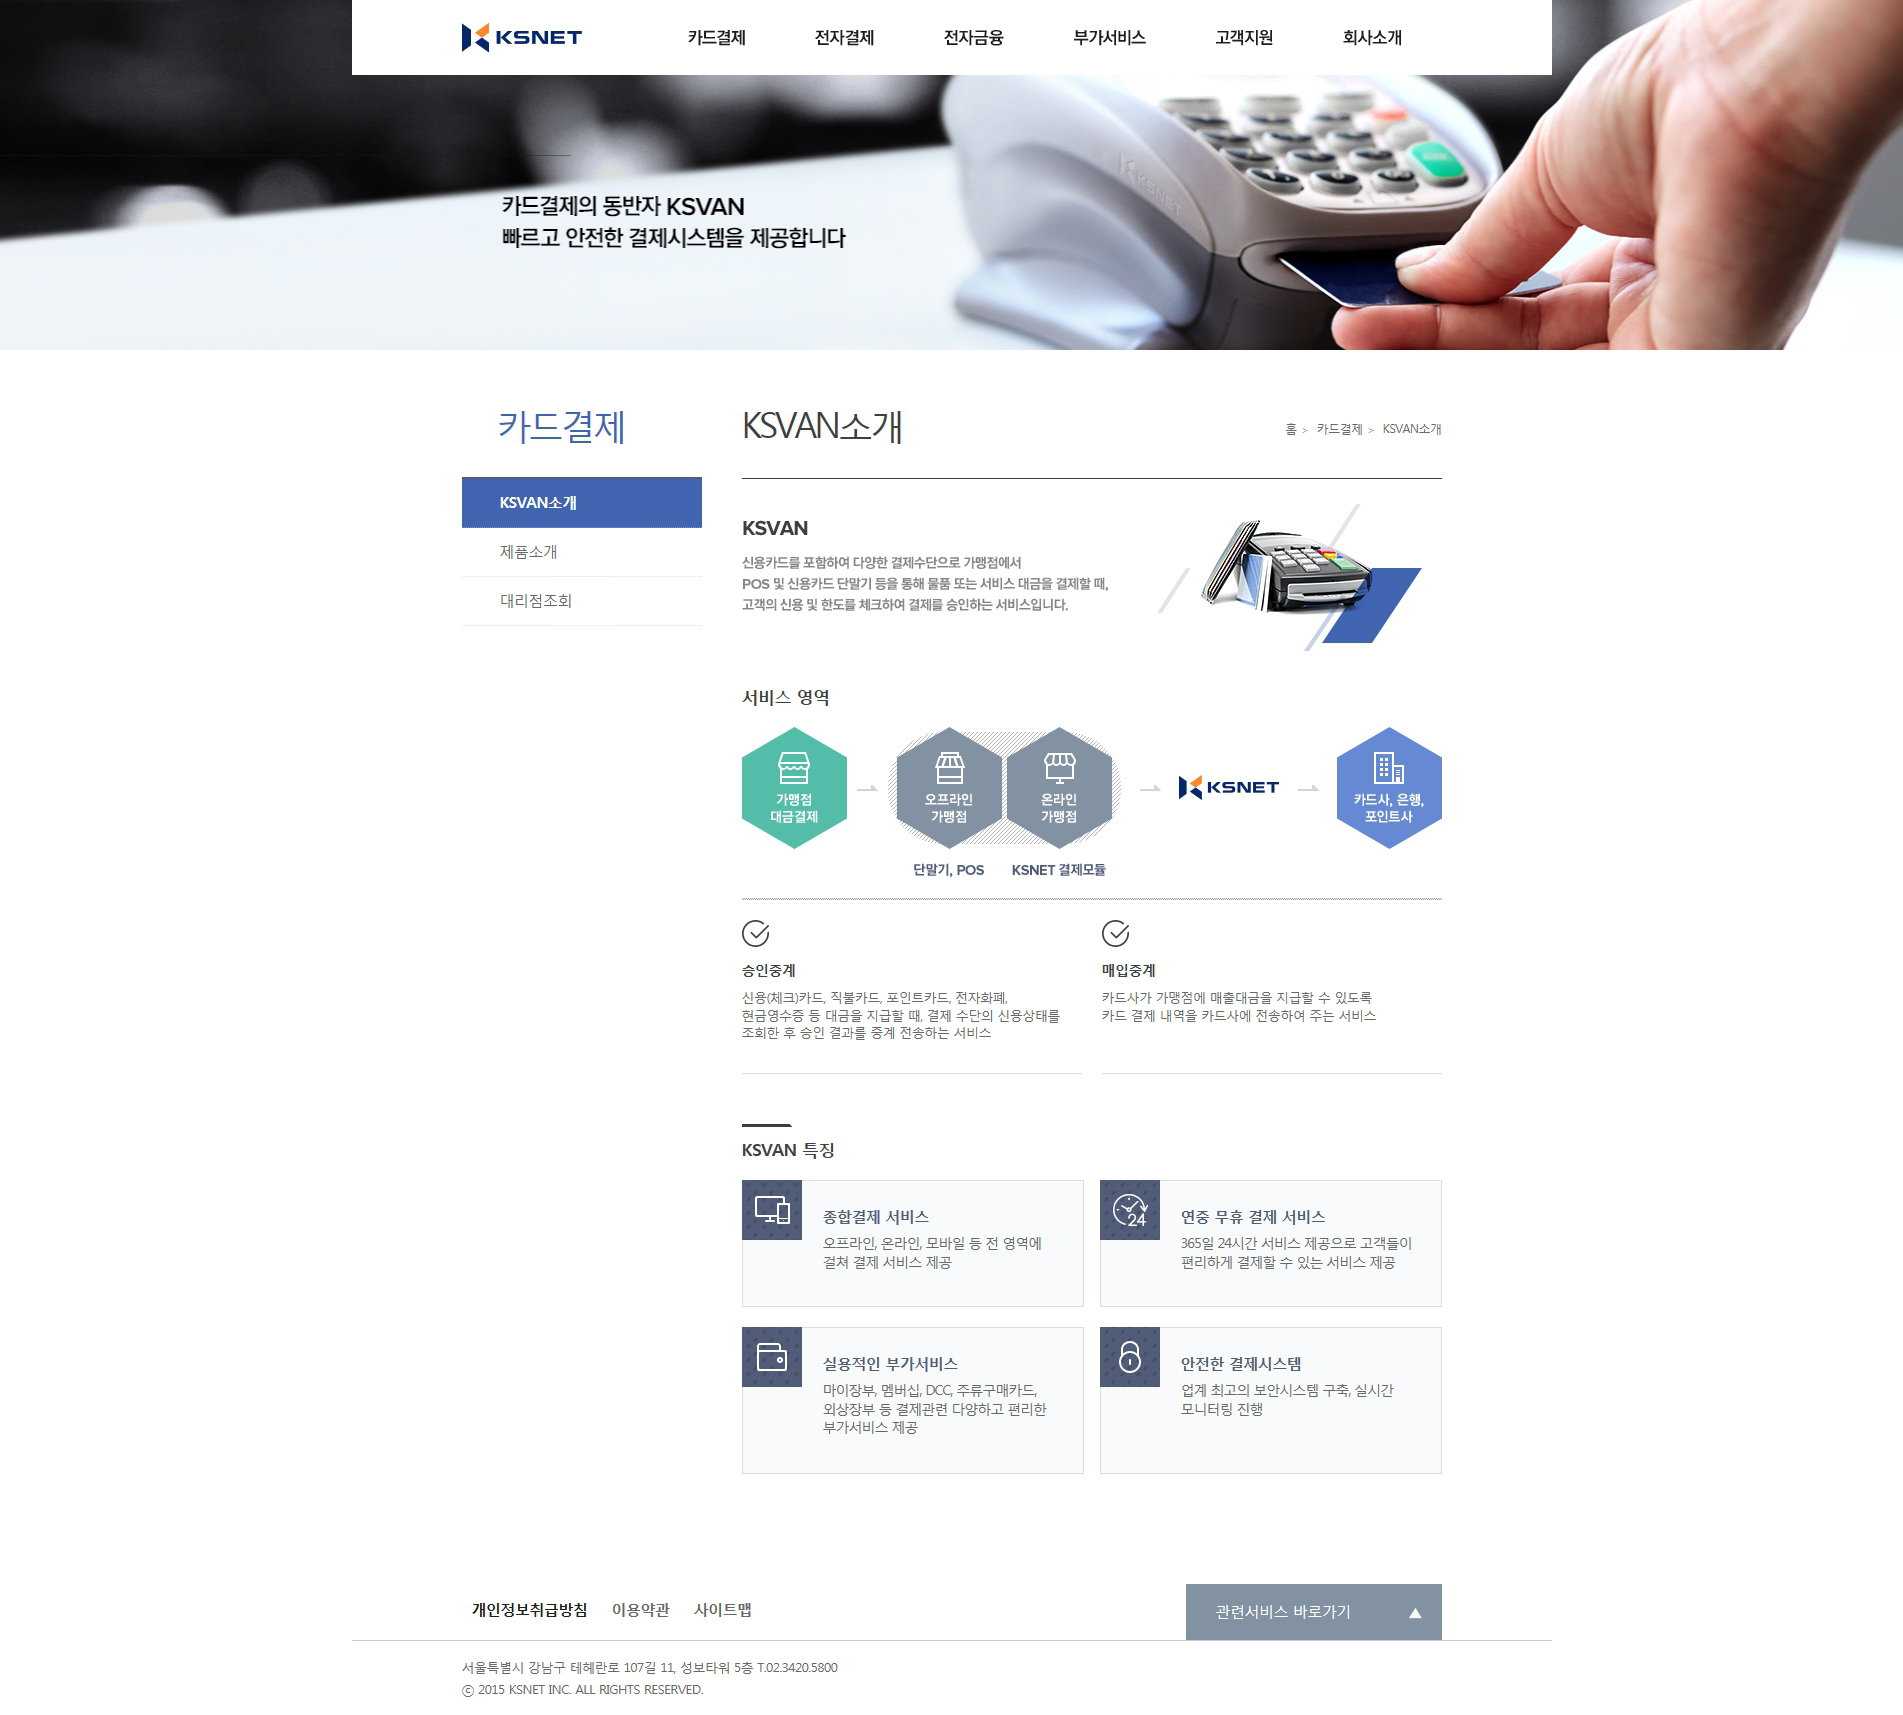 KSNET
카드결제
전자결제
전자금융
부가서비스
고객지원
회사소개
카드결제의 동반자 KSVAN
빠르고 안전한 결제시스템을 제공합니다
KSNET
카드결제
KSVAN소개
제품소개
대리점조회
KSVAN소개
홈 > 카드결제 > KSVAN소개
KSVAN
신용카드를 포함하여 다양한 결제수단으로 가맹점에서
POS 및 신용카드 단말기 등을 통해 물품 또는 서비스 대금을 결제할 때,
고객의 신용 및 한도를 체크하여 결제를 승인하는 서비스입니다.
서비스 영역
가맹점
대금결제
오프라인
가맹점
온라인
가맹점
KSNET
카드사, 은행,
포인트사
단말기, POS
KSNET 결제모듈
승인중계
신용(체크)카드, 직불카드, 포인트카드, 전자화폐,
현금영수증 등 대금을 지급할 때, 결제 수단의 신용상태를
조회한 후 승인 결과를 중계 전송하는 서비스
매입중계
카드사가 가맹점에 매출대금을 지급할 수 있도록
카드 결제 내역을 카드사에 전송하여 주는 서비스
KSVAN 특징
종합결제 서비스
오프라인, 온라인, 모바일 등 전 영역에
걸쳐 결제 서비스 제공
24
연중 무휴 결제 서비스
365일 24시간 서비스 제공으로 고객들이
편리하게 결제할 수 있는 서비스 제공
실용적인 부가서비스
마이장부, 멤버십, DCC, 주류구매카드,
외상장부 등 결제관련 다양하고 편리한
부가서비스 제공
안전한 결제시스템
업계 최고의 보안시스템 구축, 실시간
모니터링 진행
개인정보취급방침
이용약관
사이트맵
관련서비스 바로가기 ▲
서울특별시 강남구 테헤란로 107길 11, 성보타워 5층 T.02.3420.5800
ⓒ 2015 KSNET INC. ALL RIGHTS RESERVED.